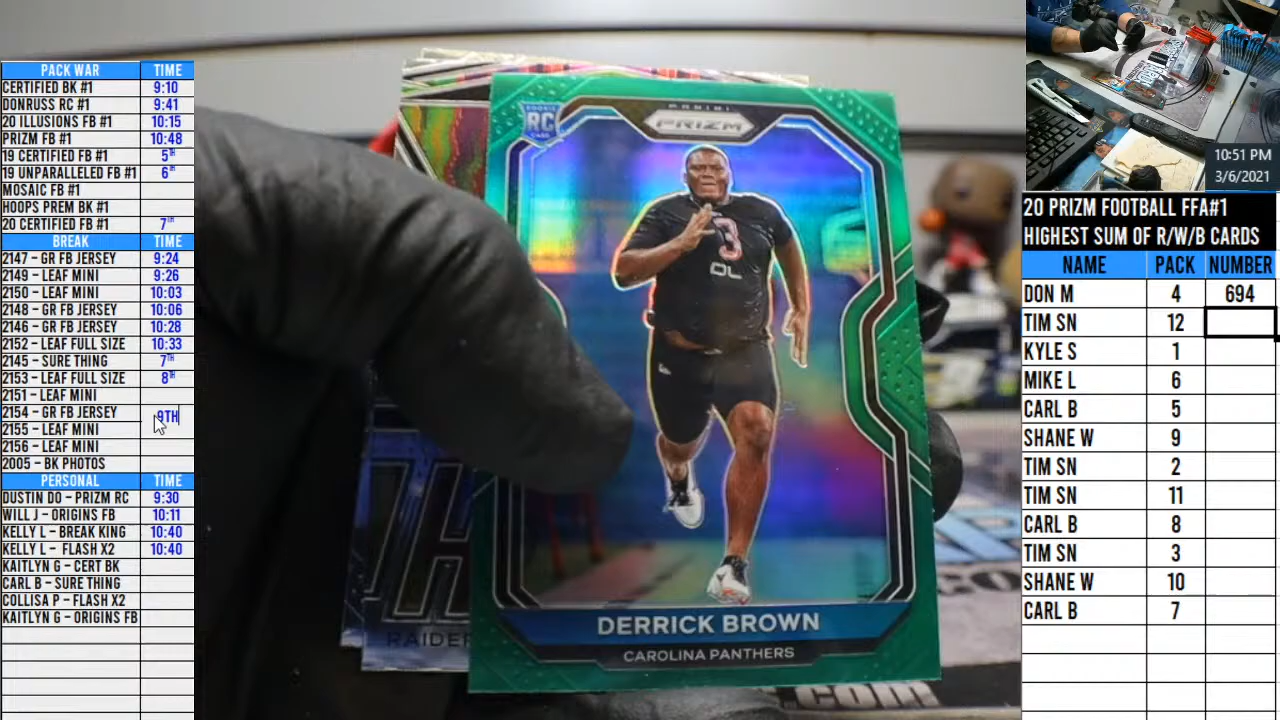 PACK WAR TIME
CERTIFIED BK #1 9:10
DONRUSS RC #1 9:41
20 ILLUSIONS FB #1 10:15
PRIZM FB #1 10:48
19 CERTIFIED FB #1 5TH
19 UNPARALLELED FB #1 6TH
MOSAIC FB #1
HOOPS PREM BK #1
20 CERTIFIED FB #1 7TH
BREAK TIME
2147 – GR FB JERSEY 9:24
2149 – LEAF MINI 9:26
2150 – LEAF MINI 10:03
2148 – GR FB JERSEY 10:06
2146 – GR FB JERSEY 10:28
2152 – LEAF FULL SIZE 10:33
2145 – SURE THING 7TH
2153 – LEAF FULL SIZE 8TH
2151 – LEAF MINI
2154 – GR FB JERSEY 9TH
2155 – LEAF MINI
2156 – LEAF MINI
2005 – BK PHOTOS
PERSONAL TIME
DUSTIN DO – PRIZM RC 9:30
WILL J – ORIGINS FB 10:11
KELLY L – BREAK KING 10:40
KELLY L – FLASH X2 10:40
KAITLYN G – CERT BK
CARL B – SURE THING
COLLISA P – FLASH X2
KAITLYN G – ORIGINS FB
ROOKIE
RC
CARD
PANINI
PRIZM
3
DL
DERRICK BROWN
CAROLINA PANTHERS
RAIDER
.com
10:51 PM
3/6/2021
20 PRIZM FOOTBALL FFA#1
HIGHEST SUM OF R/W/B CARDS
NAME PACK NUMBER
DON M 4 694
TIM SN 12
KYLE S 1
MIKE L 6
CARL B 5
SHANE W 9
TIM SN 2
TIM SN 11
CARL B 8
TIM SN 3
SHANE W 10
CARL B 7